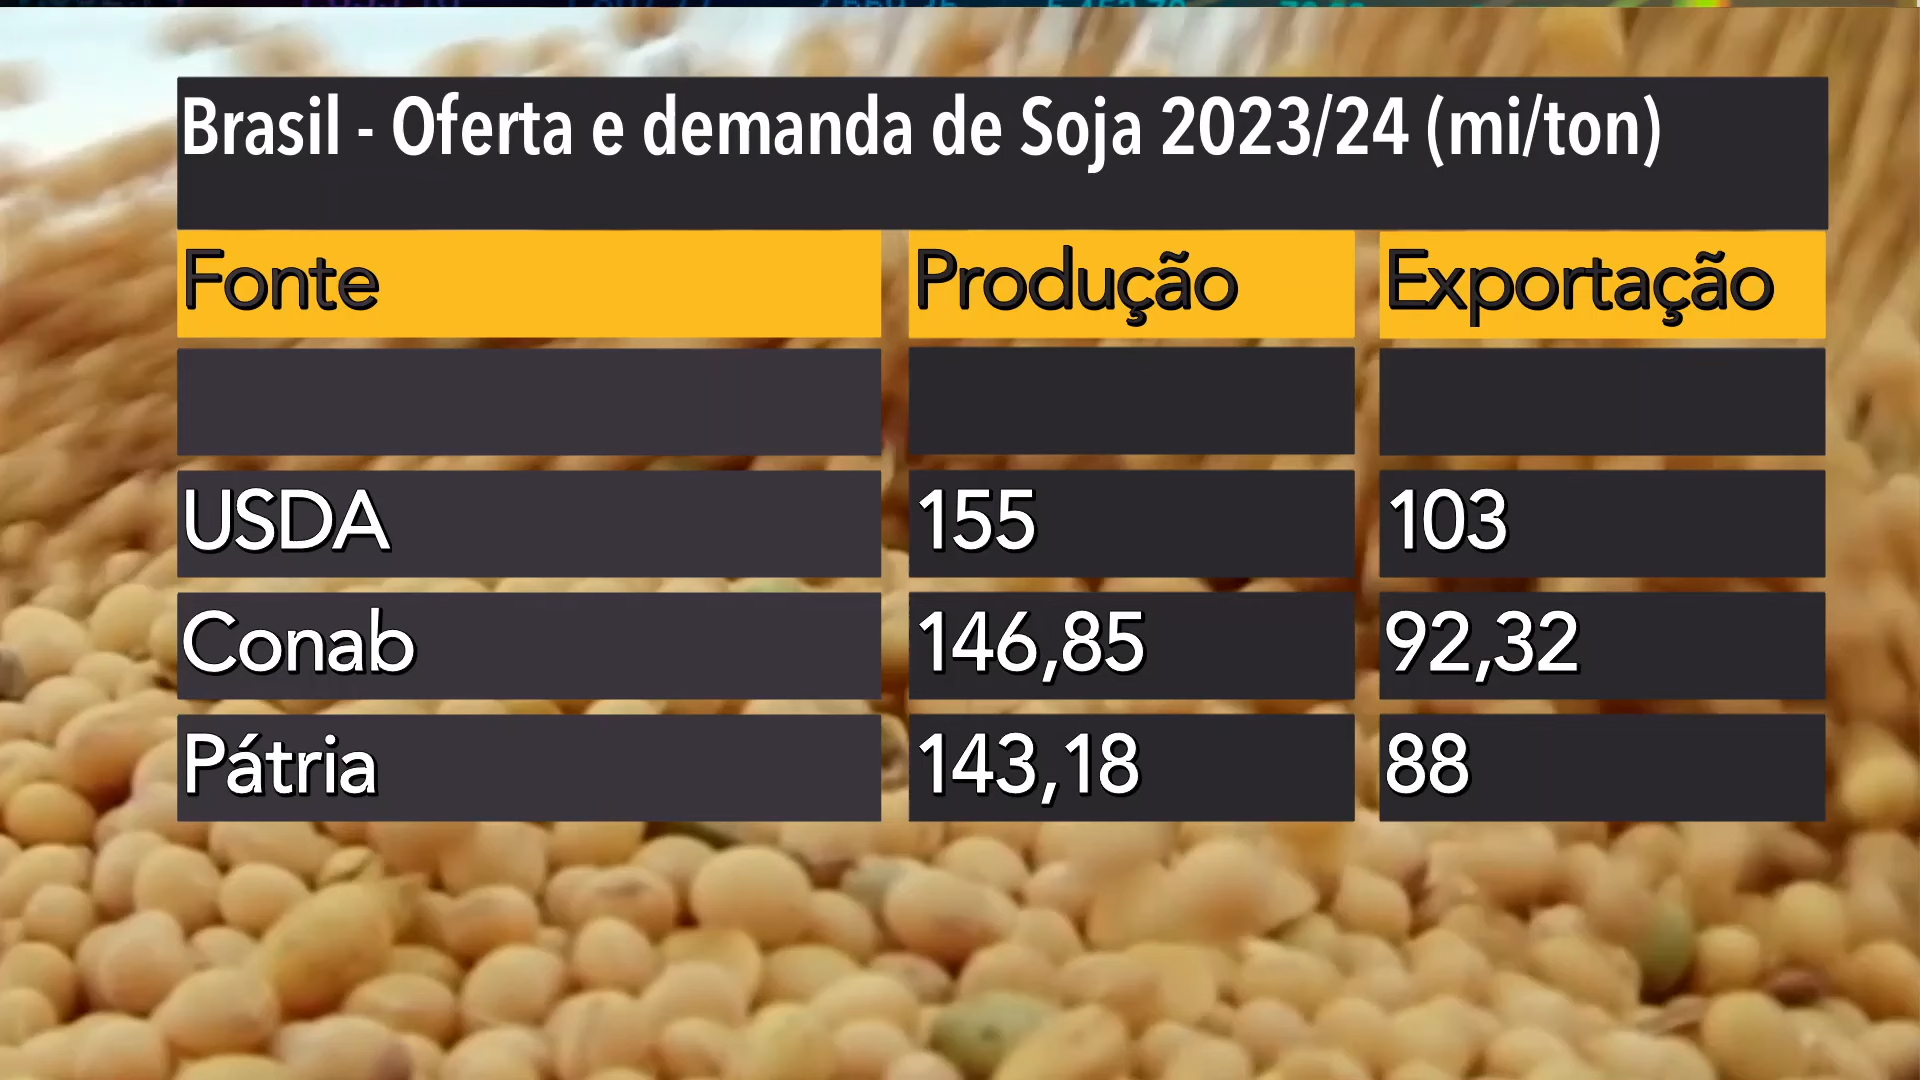 Brasil - Oferta e demanda de Soja 2023/24 (mi/ton)
Fonte Produção Exportação
USDA 155 103
Conab 146,85 92,32
Pátria 143,18 88